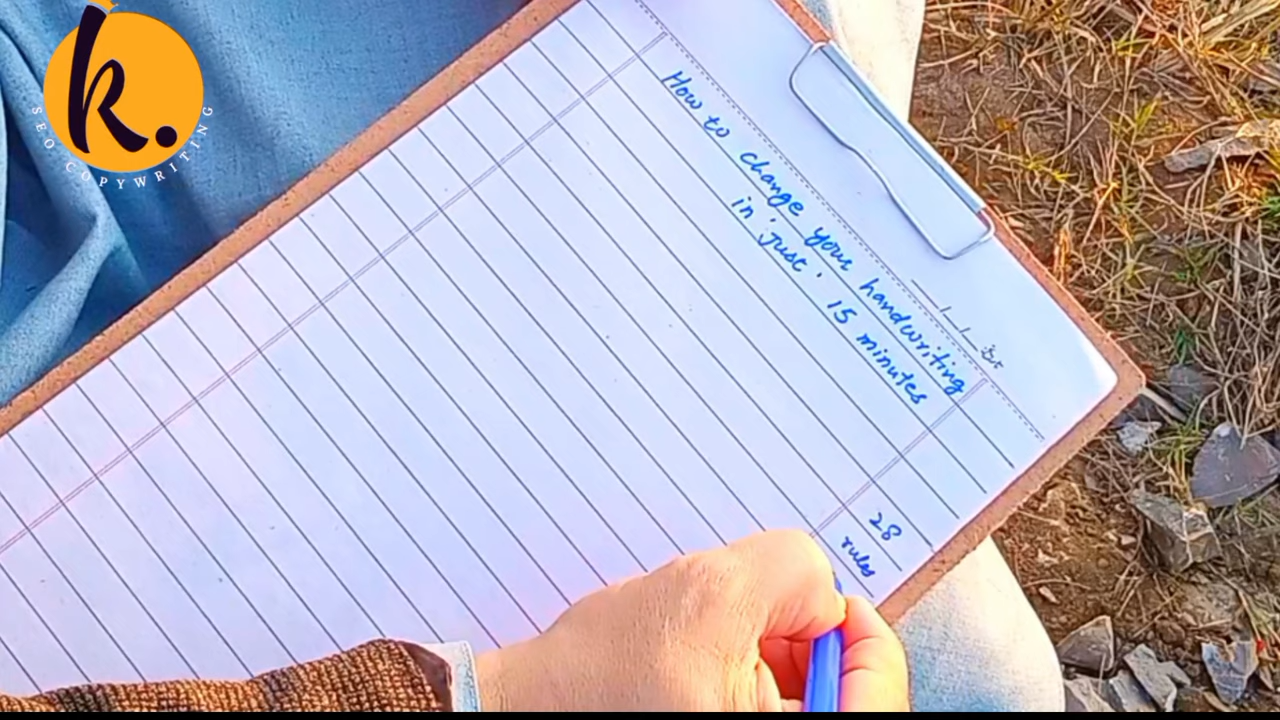 k.
SEO COPYWRITING
How to change your handwriting
in 'just' 15 minutes
28
rules